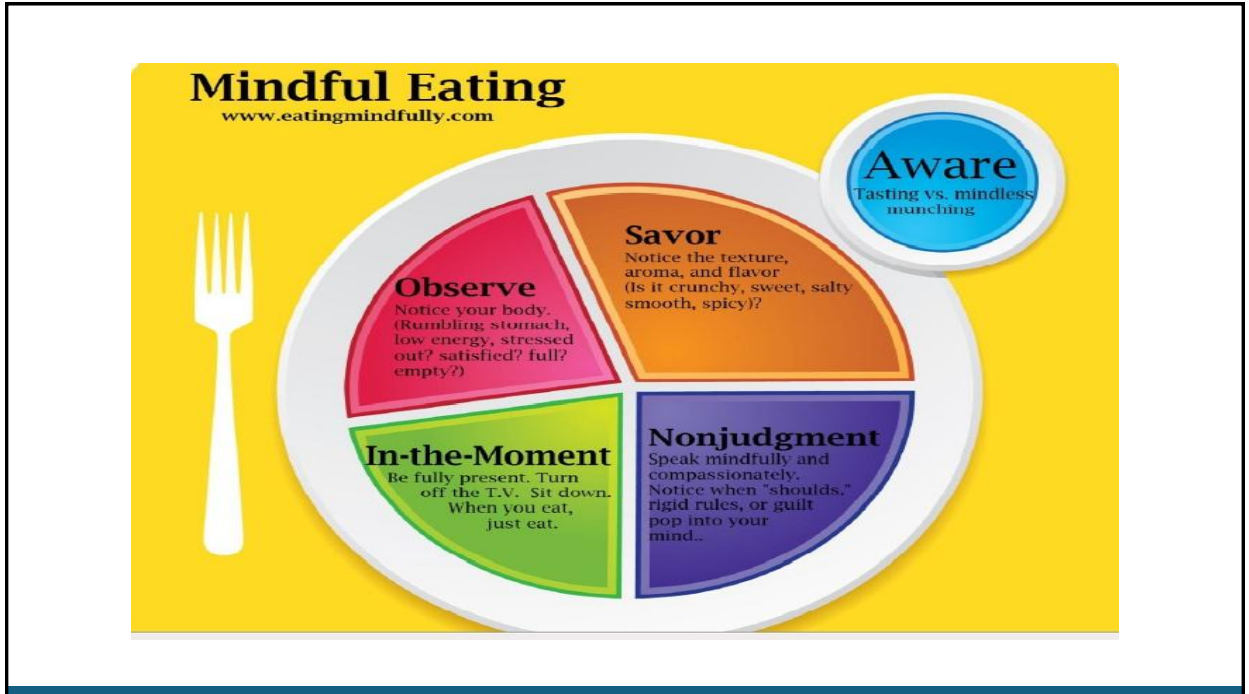 Mindful Eating
www.eatingmindfully.com
Aware
Tasting vs. mindless
munching
Savor
Notice the texture,
aroma, and flavor
(Is it crunchy, sweet, salty
smooth, spicy)?
Observe
Notice your body.
(Rumbling stomach,
low energy, stressed
out? satisfied? full?
empty?)
In-the-Moment
Be fully present. Turn
off the T.V. Sit down.
When you eat,
just eat.
Nonjudgment
Speak mindfully and
compassionately.
Notice when "shoulds,"
rigid rules, or guilt
pop into your
mind..